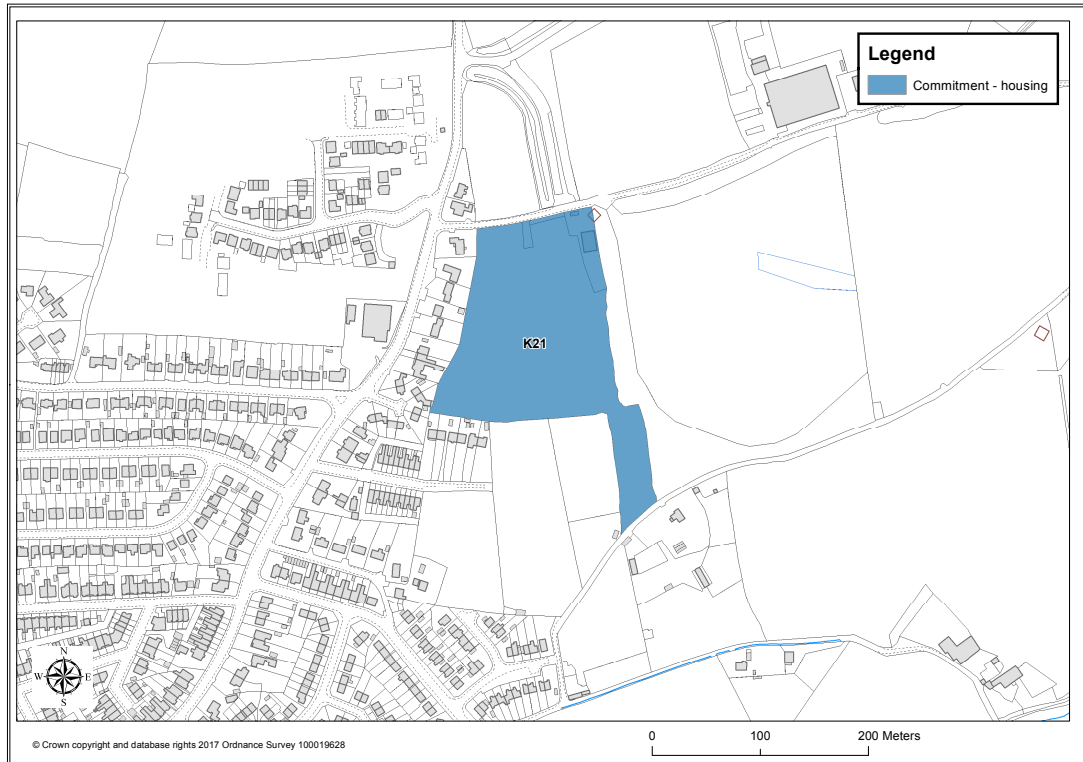 Legend
Commitment - housing
K21
N
W E
S
© Crown copyright and database rights 2017 Ordnance Survey 100019628
0 100 200 Meters